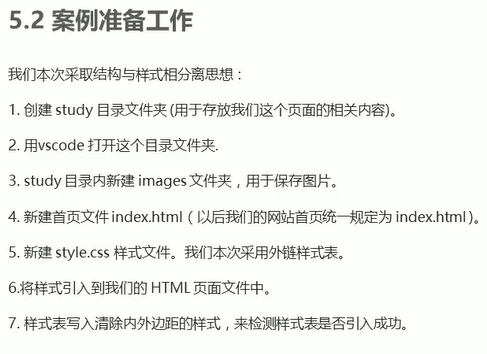 5.2 案例准备工作
我们本次采取结构与样式相分离思想：
1. 创建 study 目录文件夹 (用于存放我们这个页面的相关内容)。
2. 用vscode 打开这个目录文件夹.
3. study 目录内新建 images 文件夹，用于保存图片。
4. 新建首页文件 index.html（以后我们的网站首页统一规定为 index.html )。
5. 新建 style.css 样式文件。我们本次采用外链样式表。
6.将样式引入到我们的 HTML 页面文件中。
7. 样式表写入清除内外边距的样式，来检测样式表是否引入成功。